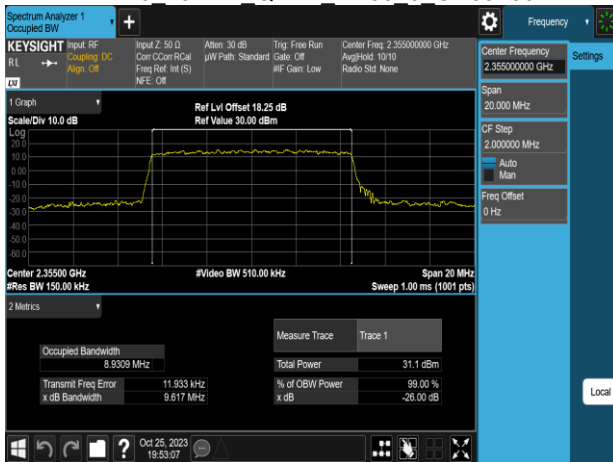 Spectrum Analyzer 1
Occupied BW
+
Frequency
KEYSIGHT
RL
LXI
Input: RF
Coupling: DC
Align: Off
Input Z: 50 Ω
Corr CCorr RCal
Freq Ref: Int (S)
NFE: Off
Atten: 30 dB
µW Path: Standard
Trig: Free Run
Gate: Off
#IF Gain: Low
Center Freq: 2.355000000 GHz
Avg|Hold: 10/10
Radio Std: None
Center Frequency
2.355000000 GHz
Settings
Span
20.000 MHz
CF Step
2.000000 MHz
Auto
Man
Freq Offset
0 Hz
1 Graph
Scale/Div 10.0 dB
Ref Lvl Offset 18.25 dB
Ref Value 30.00 dBm
Log
20.0
10.0
0.00
-10.0
-20.0
-30.0
-40.0
-50.0
-60.0
Center 2.35500 GHz
#Res BW 150.00 kHz
#Video BW 510.00 kHz
Span 20 MHz
Sweep 1.00 ms (1001 pts)
2 Metrics
Measure Trace Trace 1
Occupied Bandwidth
8.9309 MHz
Total Power 31.1 dBm
Transmit Freq Error 11.933 kHz
% of OBW Power 99.00 %
x dB Bandwidth 9.617 MHz
x dB -26.00 dB
Local
?
Oct 25, 2023
19:53:07